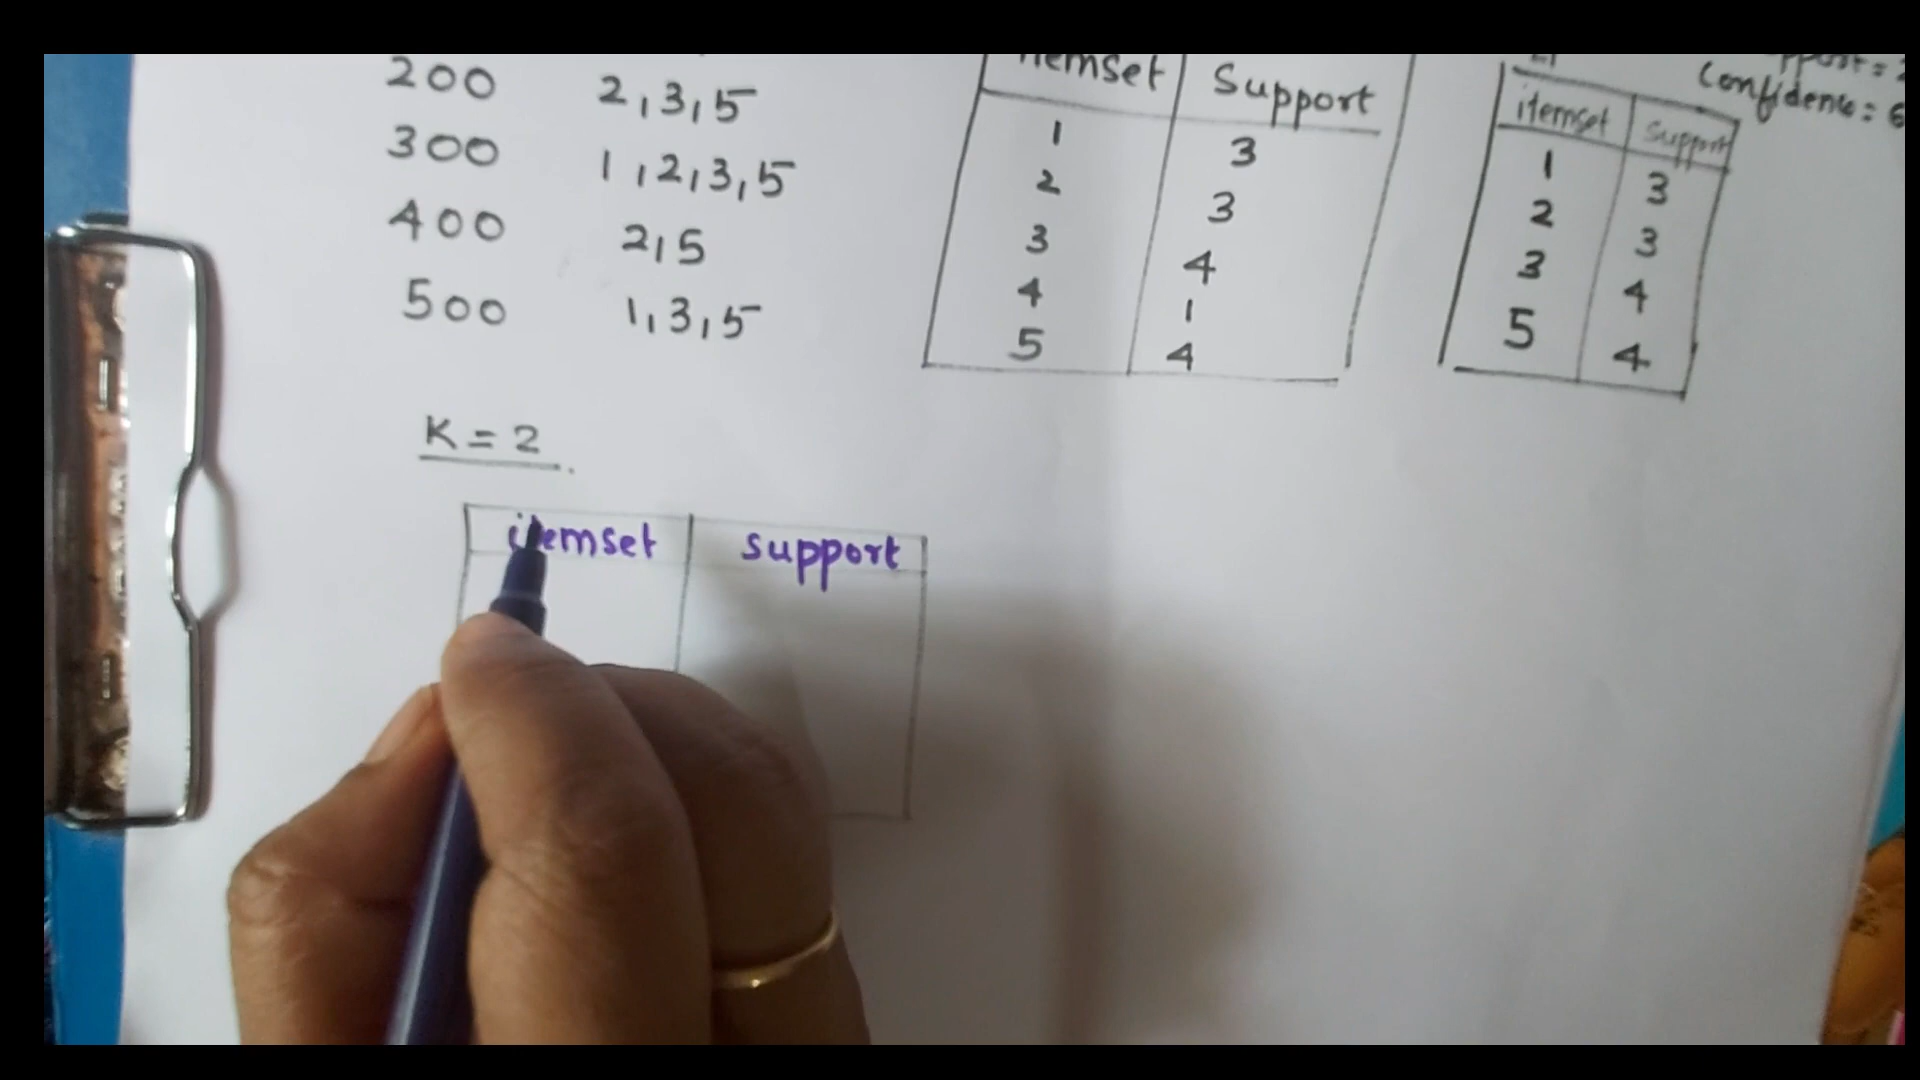 200 2,3,5
300 1,2,3,5
400 2,5
500 1,3,5
itemset Support
1 3
2 3
3 4
4 1
5 4
Confidence = 6
itemset Support
1 3
2 3
3 4
5 4
K = 2
itemset support